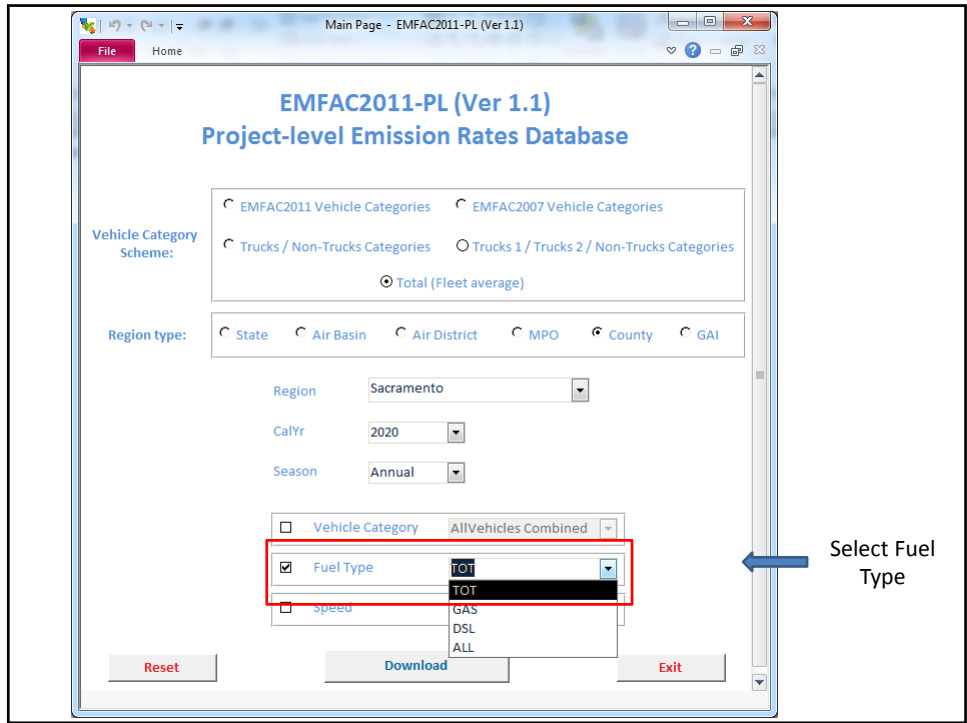 Main Page - EMFAC2011-PL (Ver 1.1)
File Home
EMFAC2011-PL (Ver 1.1)
Project-level Emission Rates Database
Vehicle Category
Scheme:
EMFAC2011 Vehicle Categories EMFAC2007 Vehicle Categories
Trucks / Non-Trucks Categories Trucks 1 / Trucks 2 / Non-Trucks Categories
Total (Fleet average)
Region type: State Air Basin Air District MPO County GAI
Region Sacramento
CalYr 2020
Season Annual
Vehicle Category AllVehicles Combined
Fuel Type TOT
TOT
Speed GAS
DSL
ALL
Select Fuel
Type
Reset Download Exit